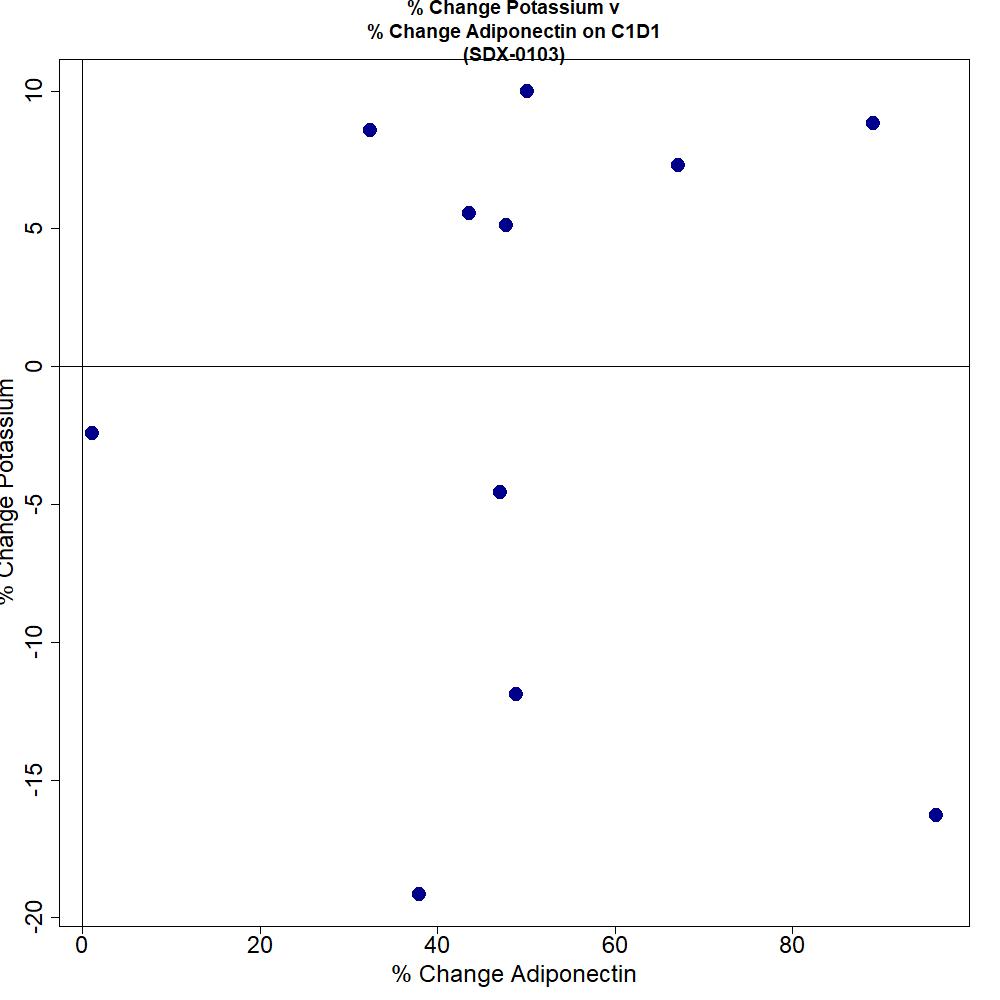 % Change Potassium v
% Change Adiponectin on C1D1
(SDX-0103)
10
5
0
-5
-10
-15
-20
% Change Potassium
0
20
40
60
80
% Change Adiponectin